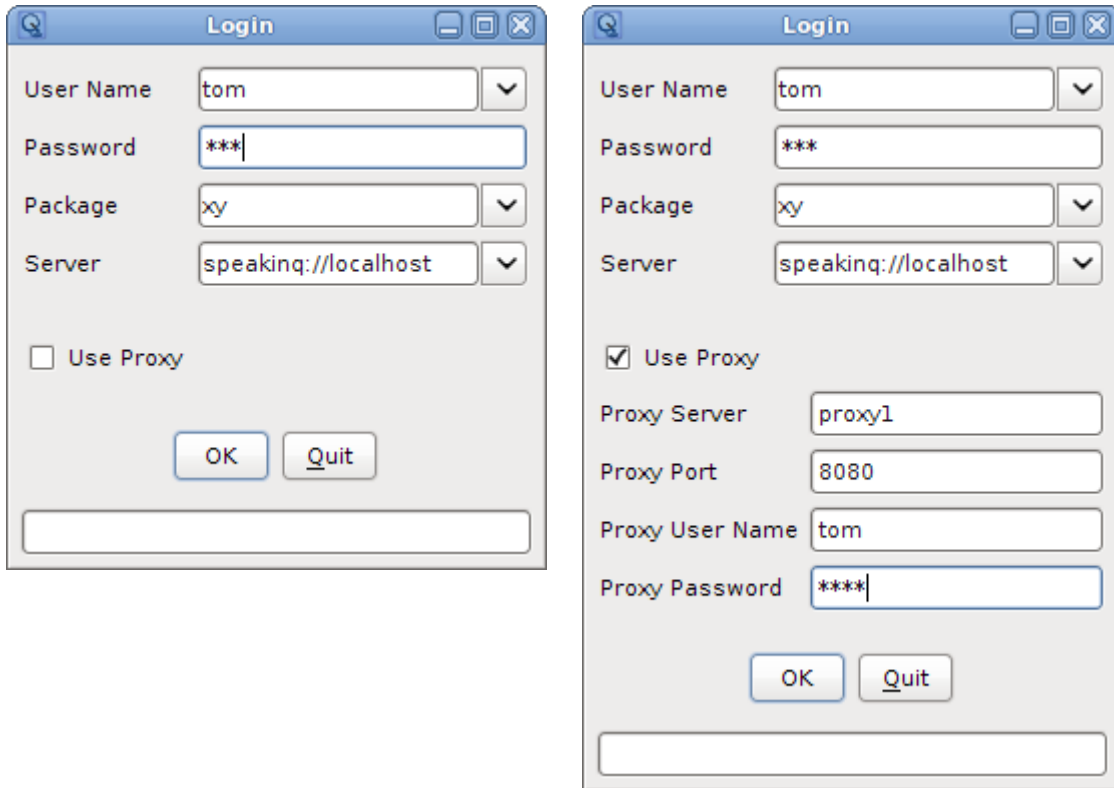 Login
User Name tom
Password ***
Package xy
Server speakinq://localhost
Use Proxy
OK Quit
Login
User Name tom
Password ***
Package xy
Server speakinq://localhost
Use Proxy
Proxy Server proxy1
Proxy Port 8080
Proxy User Name tom
Proxy Password ****
OK Quit